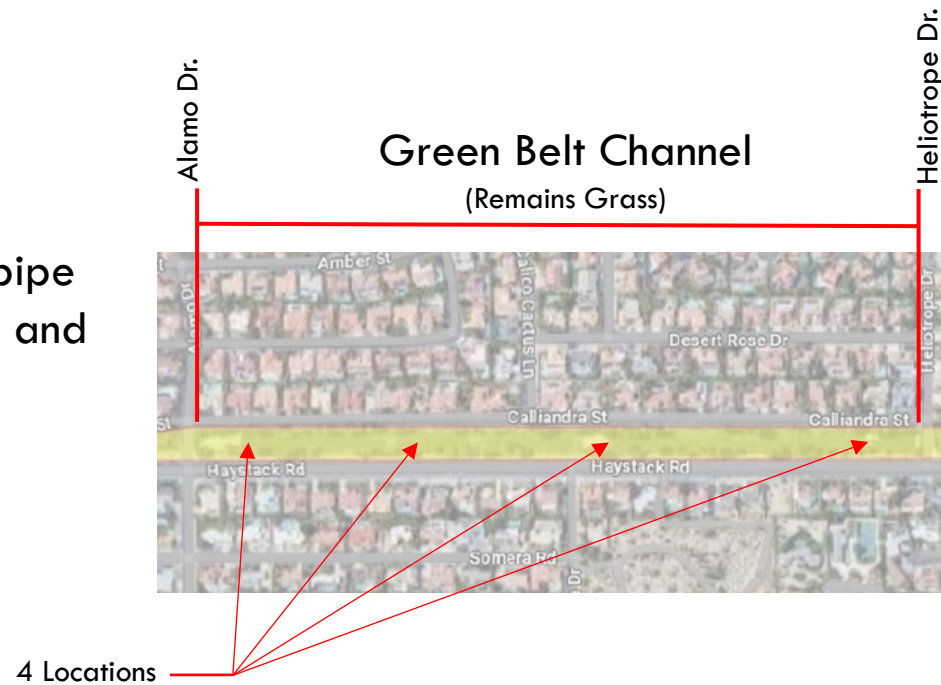 Alamo Dr.
Heliotrope Dr.
Green Belt Channel
(Remains Grass)
pipe
and
Amber St
Alamo Dr
Calico Cactus Ln
Heliotrope Dr
Desert Rose Dr
Calliandra St
Calliandra St
St
Haystack Rd
Haystack Rd
Somera Rd
Dr
4 Locations